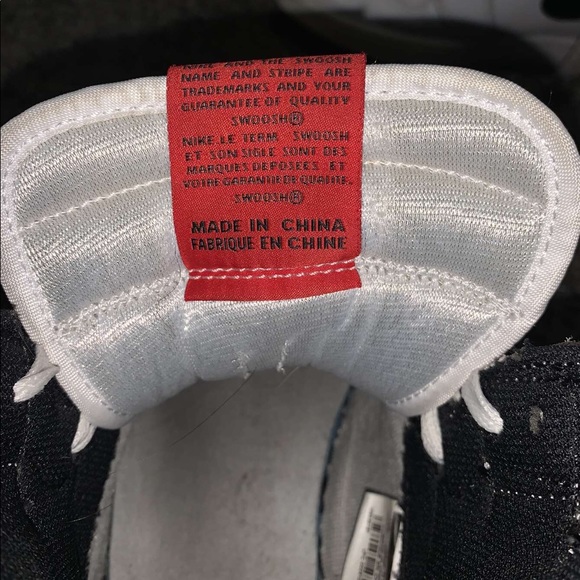 NIKE AND THE SWOOSH
NAME AND STRIPE ARE
TRADEMARKS AND YOUR
GUARANTEE OF QUALITY
SWOOSH®
NIKE LE TERM SWOOSH
ET SON SIGLE SONT DES
MARQUES DEPOSEES ET
VOTRE GARANTIE DE QUALITE.
SWOOSH®
MADE IN CHINA
FABRIQUE EN CHINE